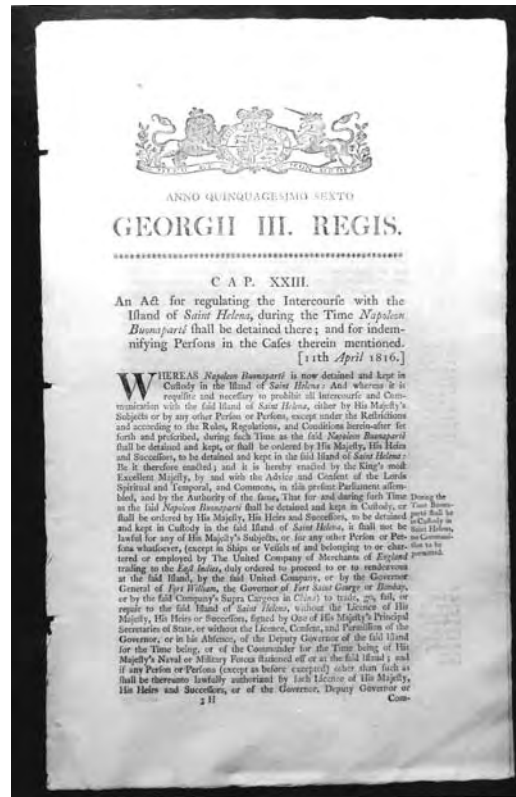 ANNO QUINQUAGESIMO SEXTO
GEORGII III. REGIS.
CAP. XXIII.
An Act for regulating the Intercourſe with the
Iſland of Saint Helena, during the Time Napoleon
Buonaparté ſhall be detained there; and for indem-
nifying Perſons in the Caſes therein mentioned.
[11th April 1816.]
WHEREAS Napoleon Buonaparté is now detained and kept in
Cuſtody in the Iſland of Saint Helena: And whereas it is
requiſite and neceſſary to prohibit all Intercourſe and Com-
munication with the ſaid Iſland of Saint Helena, either by His Majeſty's
Subjects or by any other Perſon or Perſons, except under the Reſtrictions
and according to the Rules, Regulations, and Conditions herein-after ſet
forth and preſcribed, during ſuch Time as the ſaid Napoleon Buonaparté
ſhall be detained and kept, or ſhall be ordered by His Majeſty, His Heirs
and Succeſſors, to be detained and kept in the ſaid Iſland of Saint Helena:
Be it therefore enacted; and it is hereby enacted by the King's moſt
Excellent Majeſty, by and with the Advice and Conſent of the Lords
Spiritual and Temporal, and Commons, in this preſent Parliament aſſem-
bled, and by the Authority of the ſame, That for and during ſuch Time
as the ſaid Napoleon Buonaparté ſhall be detained and kept in Cuſtody, or
ſhall be ordered by His Majeſty, His Heirs and Succeſſors, to be detained
and kept in Cuſtody in the ſaid Iſland of Saint Helena, it ſhall not be
lawful for any of His Majeſty's Subjects, or for any other Perſon or Per-
ſons whatſoever, (except in Ships or Veſſels of and belonging to or char-
tered or employed by The United Company of Merchants of England
trading to the Eaſt Indies, duly ordered to proceed to or to rendezvous
at the ſaid Iſland, by the ſaid United Company, or by the Governor
General of Fort William, the Governor of Fort Saint George or Bombay,
or by the ſaid Company's Supra Cargoes in China) to trade, go, ſail, or
repair to the ſaid Iſland of Saint Helena, without the Licence of His
Majeſty, His Heirs or Succeſſors, ſigned by One of His Majeſty's Principal
Secretaries of State, or without the Licence, Conſent, and Permiſſion of the
Governor, or in his Abſence, of the Deputy Governor of the ſaid Iſland
for the Time being, or of the Commander for the Time being of His
Majeſty's Naval or Military Forces ſtationed off or at the ſaid Iſland; and
if any Perſon or Perſons (except as before excepted) other than ſuch as
ſhall be thereunto lawfully authorized by ſuch Licence of His Majeſty,
His Heirs and Succeſſors, or of the Governor, Deputy Governor or
3 H Com-
During the
Time Buona-
parté ſhall be
in Cuſtody in
Saint Helena,
no Communi-
cation to be
permitted.